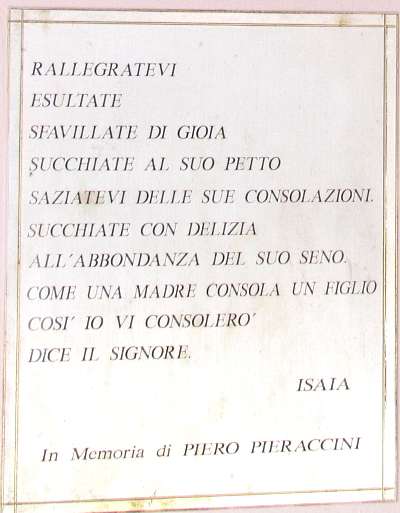 RALLEGRATEVI
ESULTATE
SFAVILLATE DI GIOIA
SUCCHIATE AL SUO PETTO
SAZIATEVI DELLE SUE CONSOLAZIONI.
SUCCHIATE CON DELIZIA
ALL'ABBONDANZA DEL SUO SENO.
COME UNA MADRE CONSOLA UN FIGLIO
COSI' IO VI CONSOLERO'
DICE IL SIGNORE.
ISAIA
In Memoria di PIERO PIERACCINI